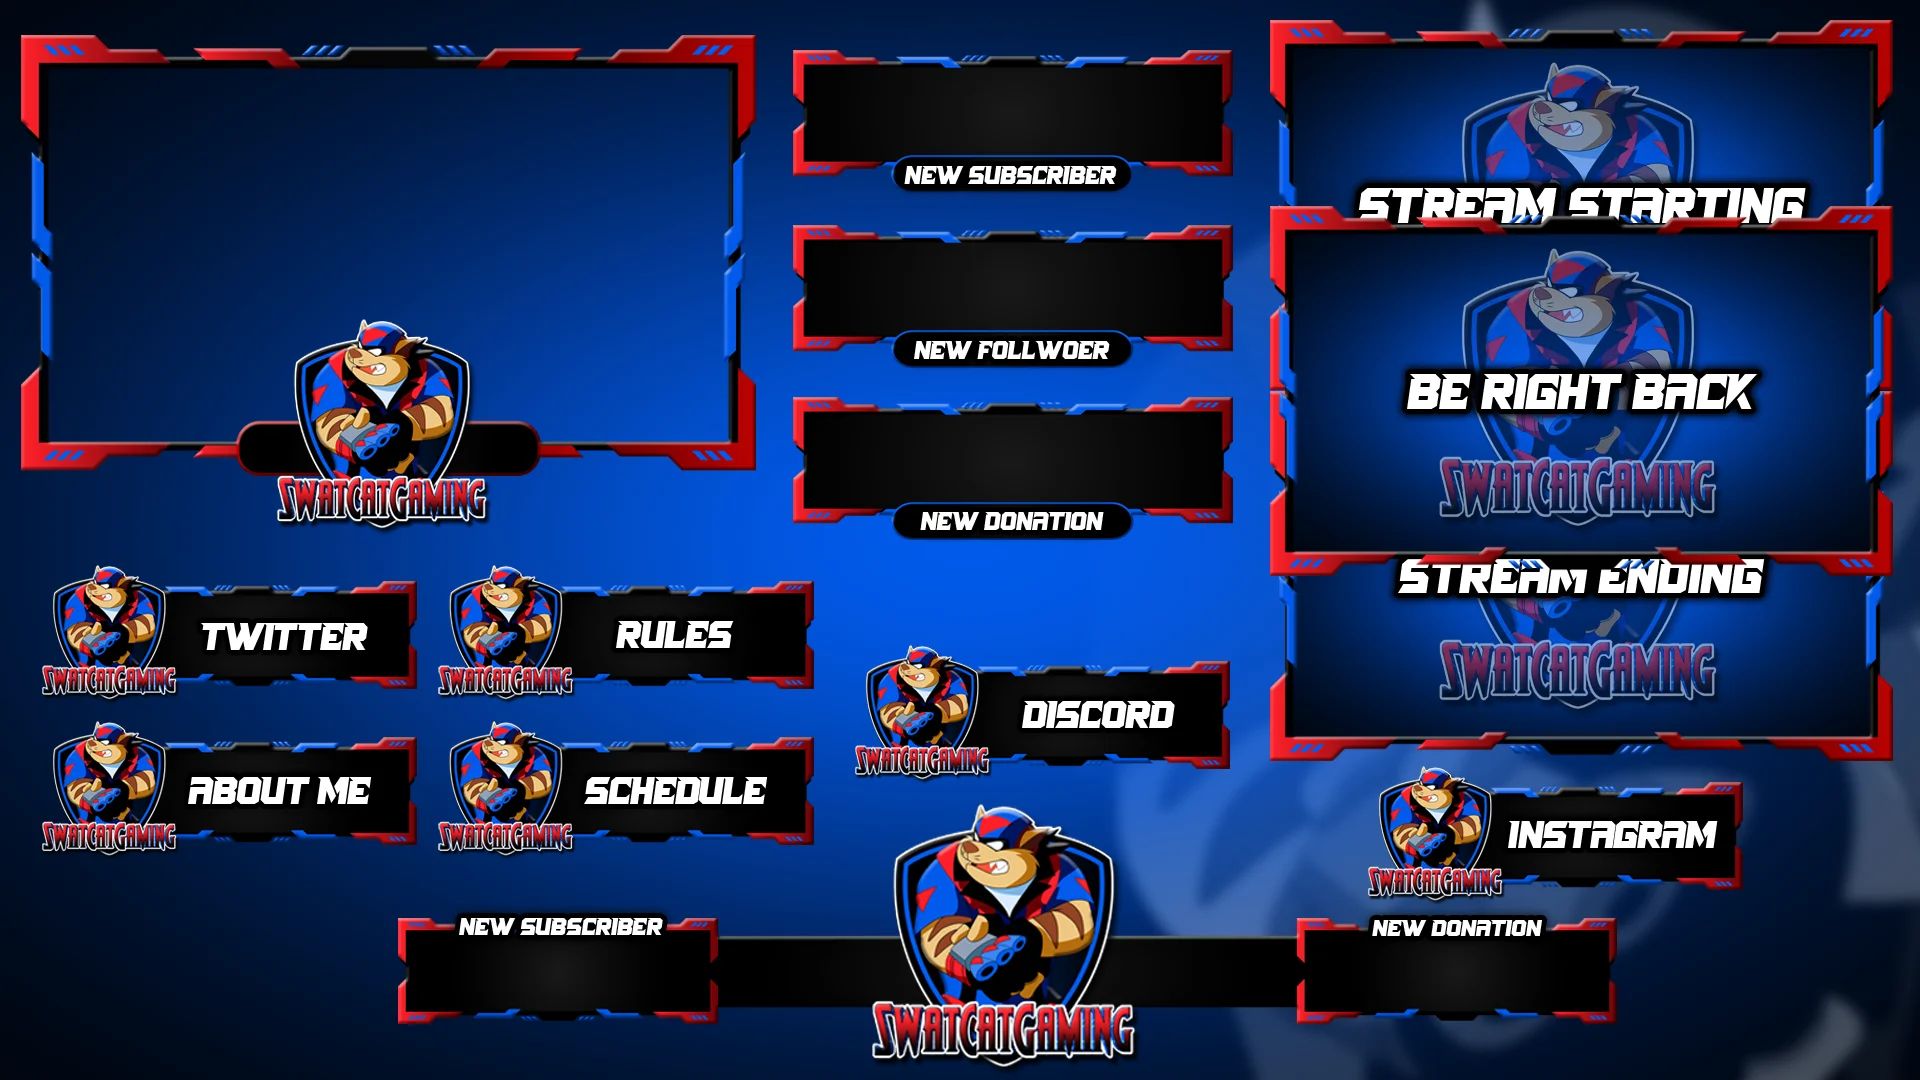 SWATCATGAMING
NEW SUBSCRIBER
NEW FOLLWOER
NEW DONATION
STREAM STARTING
BE RIGHT BACK
SWATCATGAMING
STREAM ENDING
SWATCATGAMING
TWITTER
SWATCATGAMING
RULES
SWATCATGAMING
DISCORD
SWATCATGAMING
ABOUT ME
SWATCATGAMING
SCHEDULE
SWATCATGAMING
INSTAGRAM
SWATCATGAMING
NEW SUBSCRIBER
SWATCATGAMING
NEW DONATION